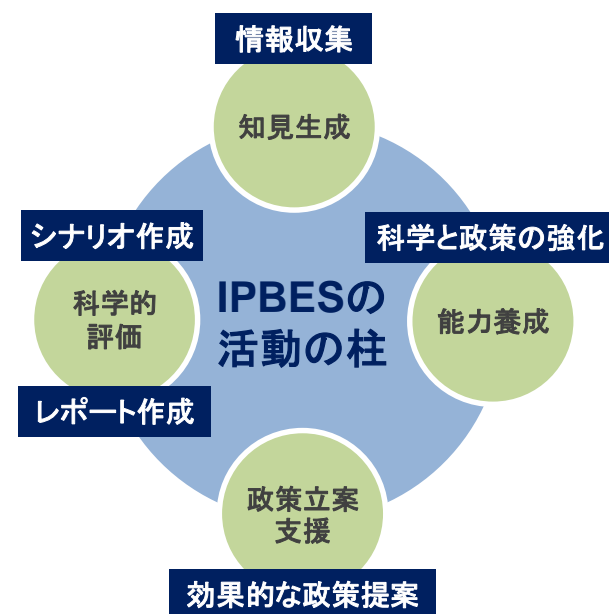 情報収集
知見生成
シナリオ作成
科学的
評価
レポート作成
IPBESの
活動の柱
科学と政策の強化
能力養成
政策立案
支援
効果的な政策提案